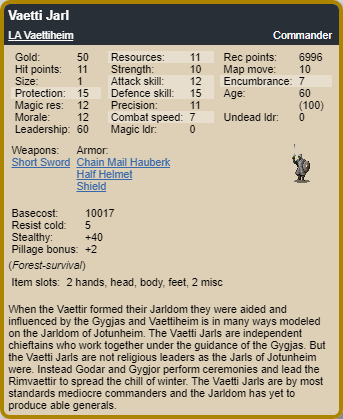 Vaetti Jarl
LA Vaettiheim Commander
Gold: 50 Resources: 11 Rec points: 6996
Hit points: 11 Strength: 10 Map move: 10
Size: 1 Attack skill: 12 Encumbrance: 7
Protection: 15 Defence skill: 15 Age: 60
Magic res: 12 Precision: 11 (100)
Morale: 12 Combat speed: 7 Undead ldr: 0
Leadership: 60 Magic ldr: 0
Weapons: Armor:
Short Sword Chain Mail Hauberk
Half Helmet
Shield
Basecost: 10017
Resist cold: 5
Stealthy: +40
Pillage bonus: +2
(Forest-survival)
Item slots: 2 hands, head, body, feet, 2 misc
When the Vaettir formed their Jarldom they were aided and
influenced by the Gygjas and Vaettiheim is in many ways modeled
on the Jarldom of Jotunheim. The Vaetti Jarls are independent
chieftains who work together under the guidance of the Gygjas. But
the Vaetti Jarls are not religious leaders as the Jarls of Jotunheim
were. Instead Godar and Gygjor perform ceremonies and lead the
Rimvaettir to spread the chill of winter. The Vaetti Jarls are by most
standards mediocre commanders and the Jarldom has yet to
produce able generals.